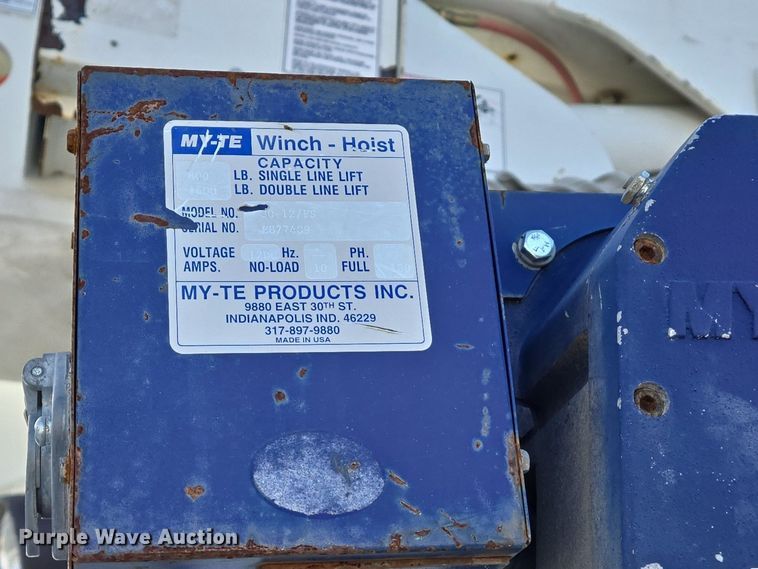 MY-TE Winch - Hoist
CAPACITY
LB. SINGLE LINE LIFT
LB. DOUBLE LINE LIFT
MODEL NO.
SERIAL NO.
VOLTAGE Hz. PH.
AMPS. NO-LOAD 10 FULL
MY-TE PRODUCTS INC.
9880 EAST 30TH ST.
INDIANAPOLIS IND. 46229
317-897-9880
MADE IN USA
MY
Purple Wave Auction